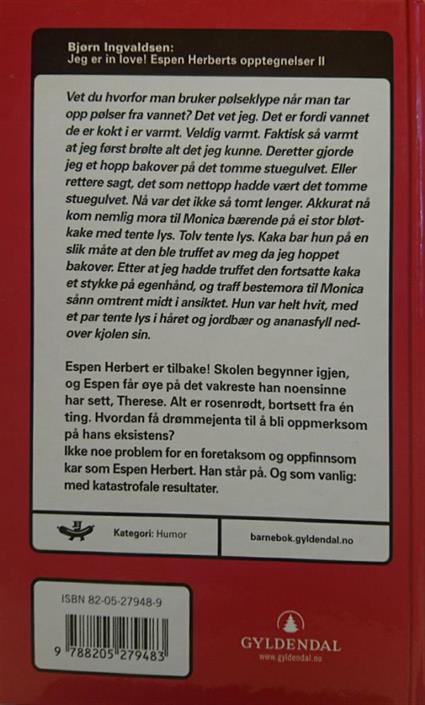 Bjørn Ingvaldsen:
Jeg er in love! Espen Herberts opptegnelser II
Vet du hvorfor man bruker pølseklype når man tar
opp pølser fra vannet? Det vet jeg. Det er fordi vannet
de er kokt i er varmt. Veldig varmt. Faktisk så varmt
at jeg først brølte alt det jeg kunne. Deretter gjorde
jeg et hopp bakover på det tomme stuegulvet. Eller
rettere sagt, det som nettopp hadde vært det tomme
stuegulvet. Nå var det ikke så tomt lenger. Akkurat nå
kom nemlig mora til Monica bærende på ei stor bløt-
kake med tente lys. Tolv tente lys. Kaka bar hun på en
slik måte at den ble truffet av meg da jeg hoppet
bakover. Etter at jeg hadde truffet den fortsatte kaka
et stykke på egenhånd, og traff bestemora til Monica
sånn omtrent midt i ansiktet. Hun var helt hvit, med
et par tente lys i håret og jordbær og ananasfyll ned-
over kjolen sin.
Espen Herbert er tilbake! Skolen begynner igjen,
og Espen får øye på det vakreste han noensinne
har sett, Therese. Alt er rosenrødt, bortsett fra én
ting. Hvordan få drømmejenta til å bli oppmerksom
på hans eksistens?
Ikke noe problem for en foretaksom og oppfinnsom
kar som Espen Herbert. Han står på. Og som vanlig:
med katastrofale resultater.
Kategori: Humor
barnebok.gyldendal.no
ISBN 82-05-27948-9
9 788205 279483
GYLDENDAL
www.gyldendal.no